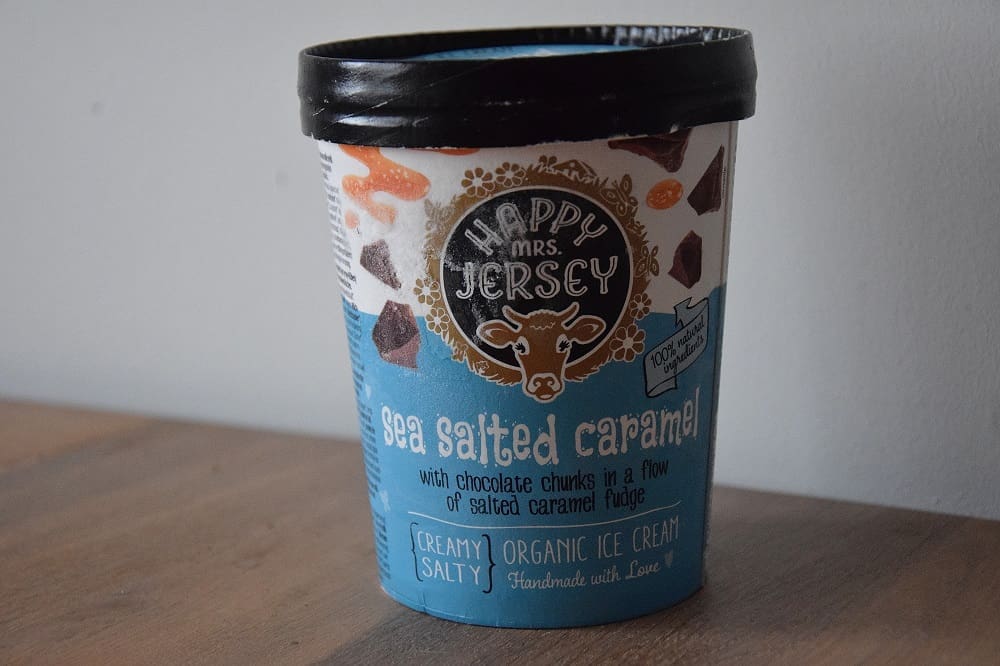 HAPPY
MRS.
JERSEY
100% natural
ingredients
sea salted caramel
with chocolate chunks in a flow
of salted caramel fudge
CREAMY
SALTY
ORGANIC ICE CREAM
Handmade with Love